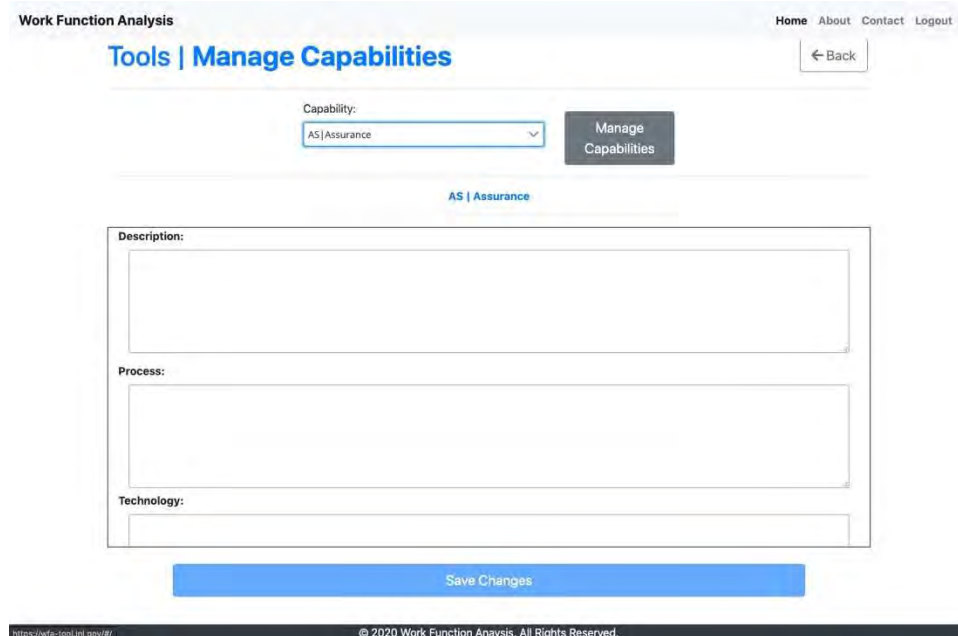 Work Function Analysis
Home About Contact Logout
Tools | Manage Capabilities
← Back
Capability:
AS|Assurance
Manage
Capabilities
AS | Assurance
Description:
Process:
Technology:
Save Changes
https://wfa-tool.inl.gov/#/
© 2020 Work Function Anaysis. All Rights Reserved.